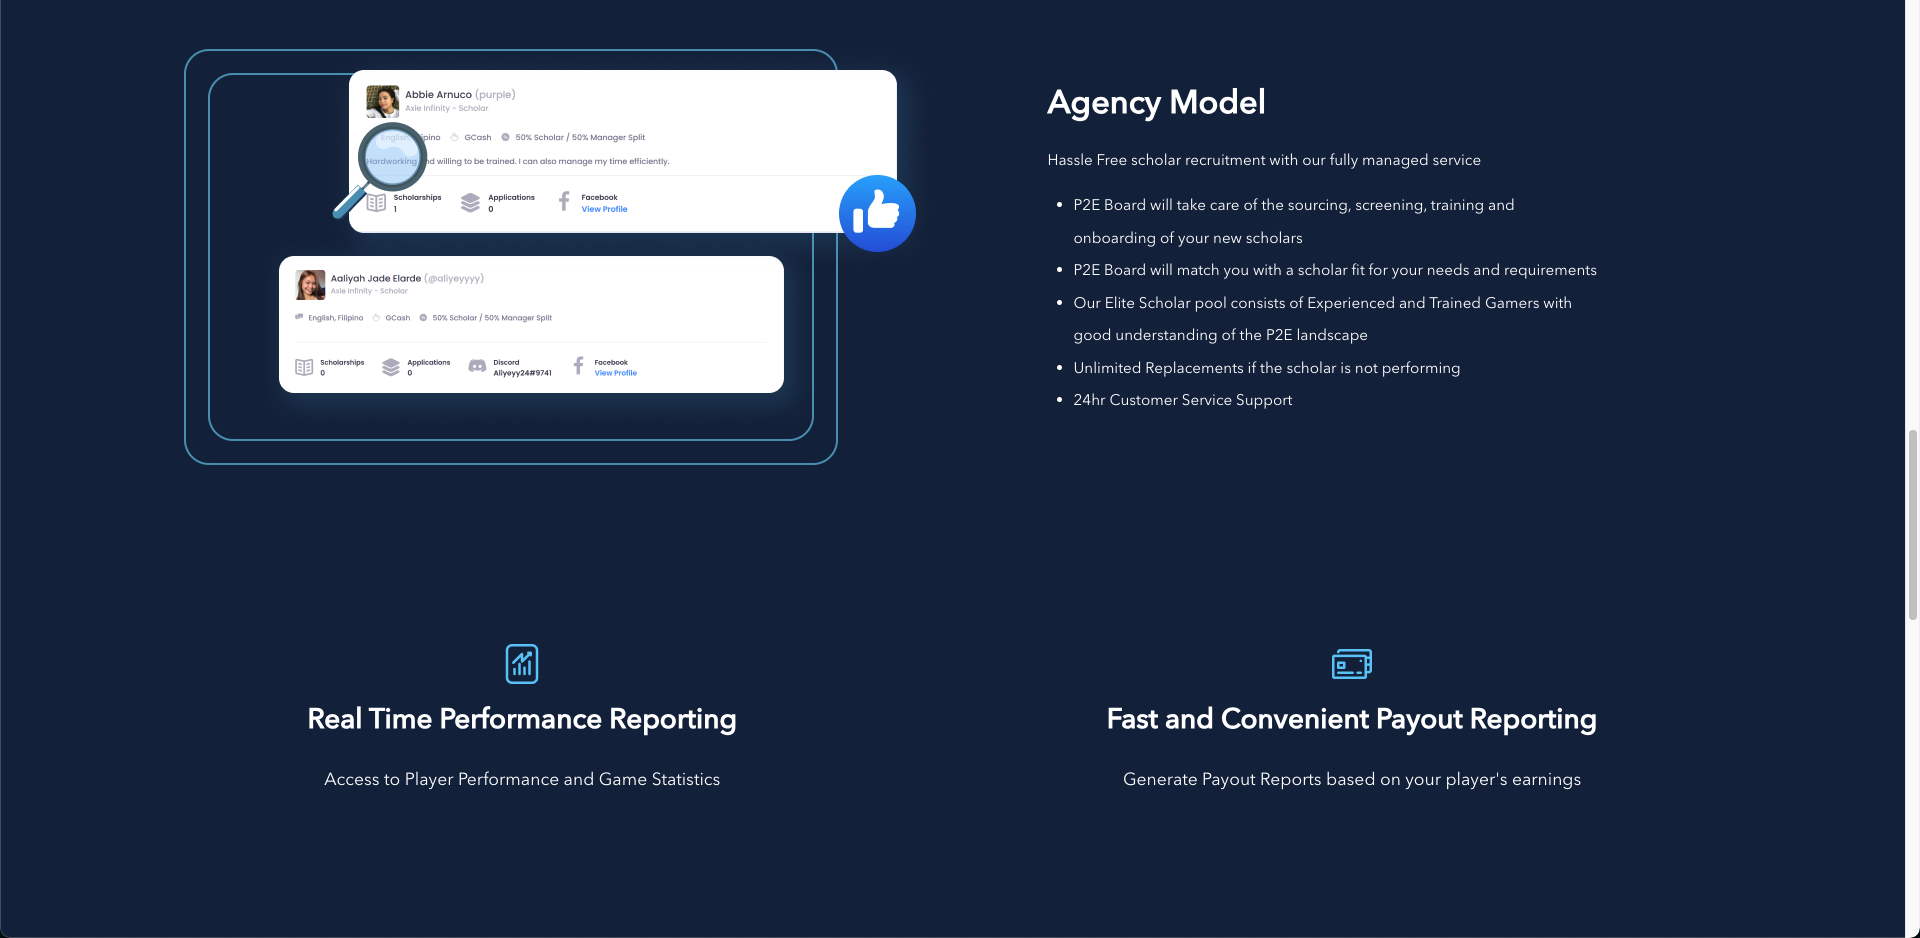 Abbie Arnuco (purple)
Axie Infinity - Scholar
English, Filipino GCash 50% Scholar / 50% Manager Split
Hardworking and willing to be trained. I can also manage my time efficiently.
Scholarships Applications Facebook
1 0 View Profile
Aaliyah Jade Elarde (@aliyeyyyy)
Axie Infinity - Scholar
English, Filipino GCash 50% Scholar / 50% Manager Split
Scholarships Applications Discord Facebook
0 0 Aliyeyy24#9741 View Profile
Agency Model
Hassle Free scholar recruitment with our fully managed service
• P2E Board will take care of the sourcing, screening, training and
onboarding of your new scholars
• P2E Board will match you with a scholar fit for your needs and requirements
• Our Elite Scholar pool consists of Experienced and Trained Gamers with
good understanding of the P2E landscape
• Unlimited Replacements if the scholar is not performing
• 24hr Customer Service Support
Real Time Performance Reporting
Access to Player Performance and Game Statistics
Fast and Convenient Payout Reporting
Generate Payout Reports based on your player's earnings